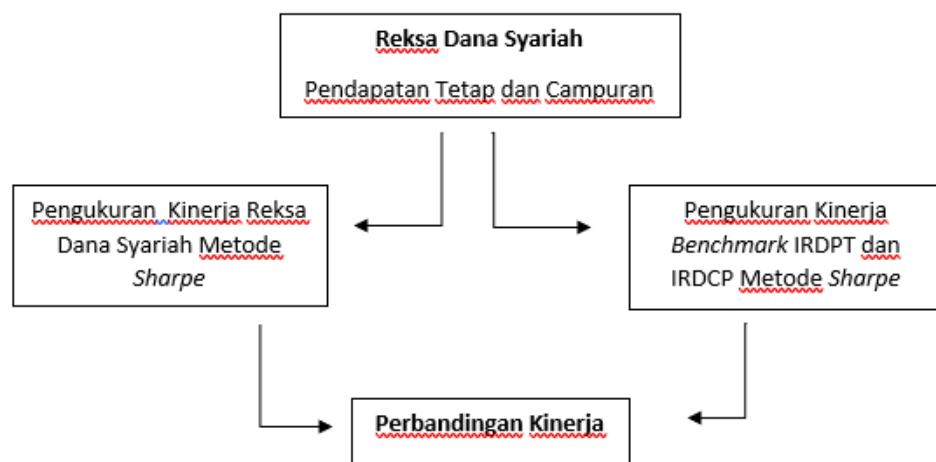 Reksa Dana Syariah
Pendapatan Tetap dan Campuran
Pengukuran Kinerja Reksa
Dana Syariah Metode
Sharpe
Pengukuran Kinerja
Benchmark IRDPT dan
IRDCP Metode Sharpe
Perbandingan Kinerja